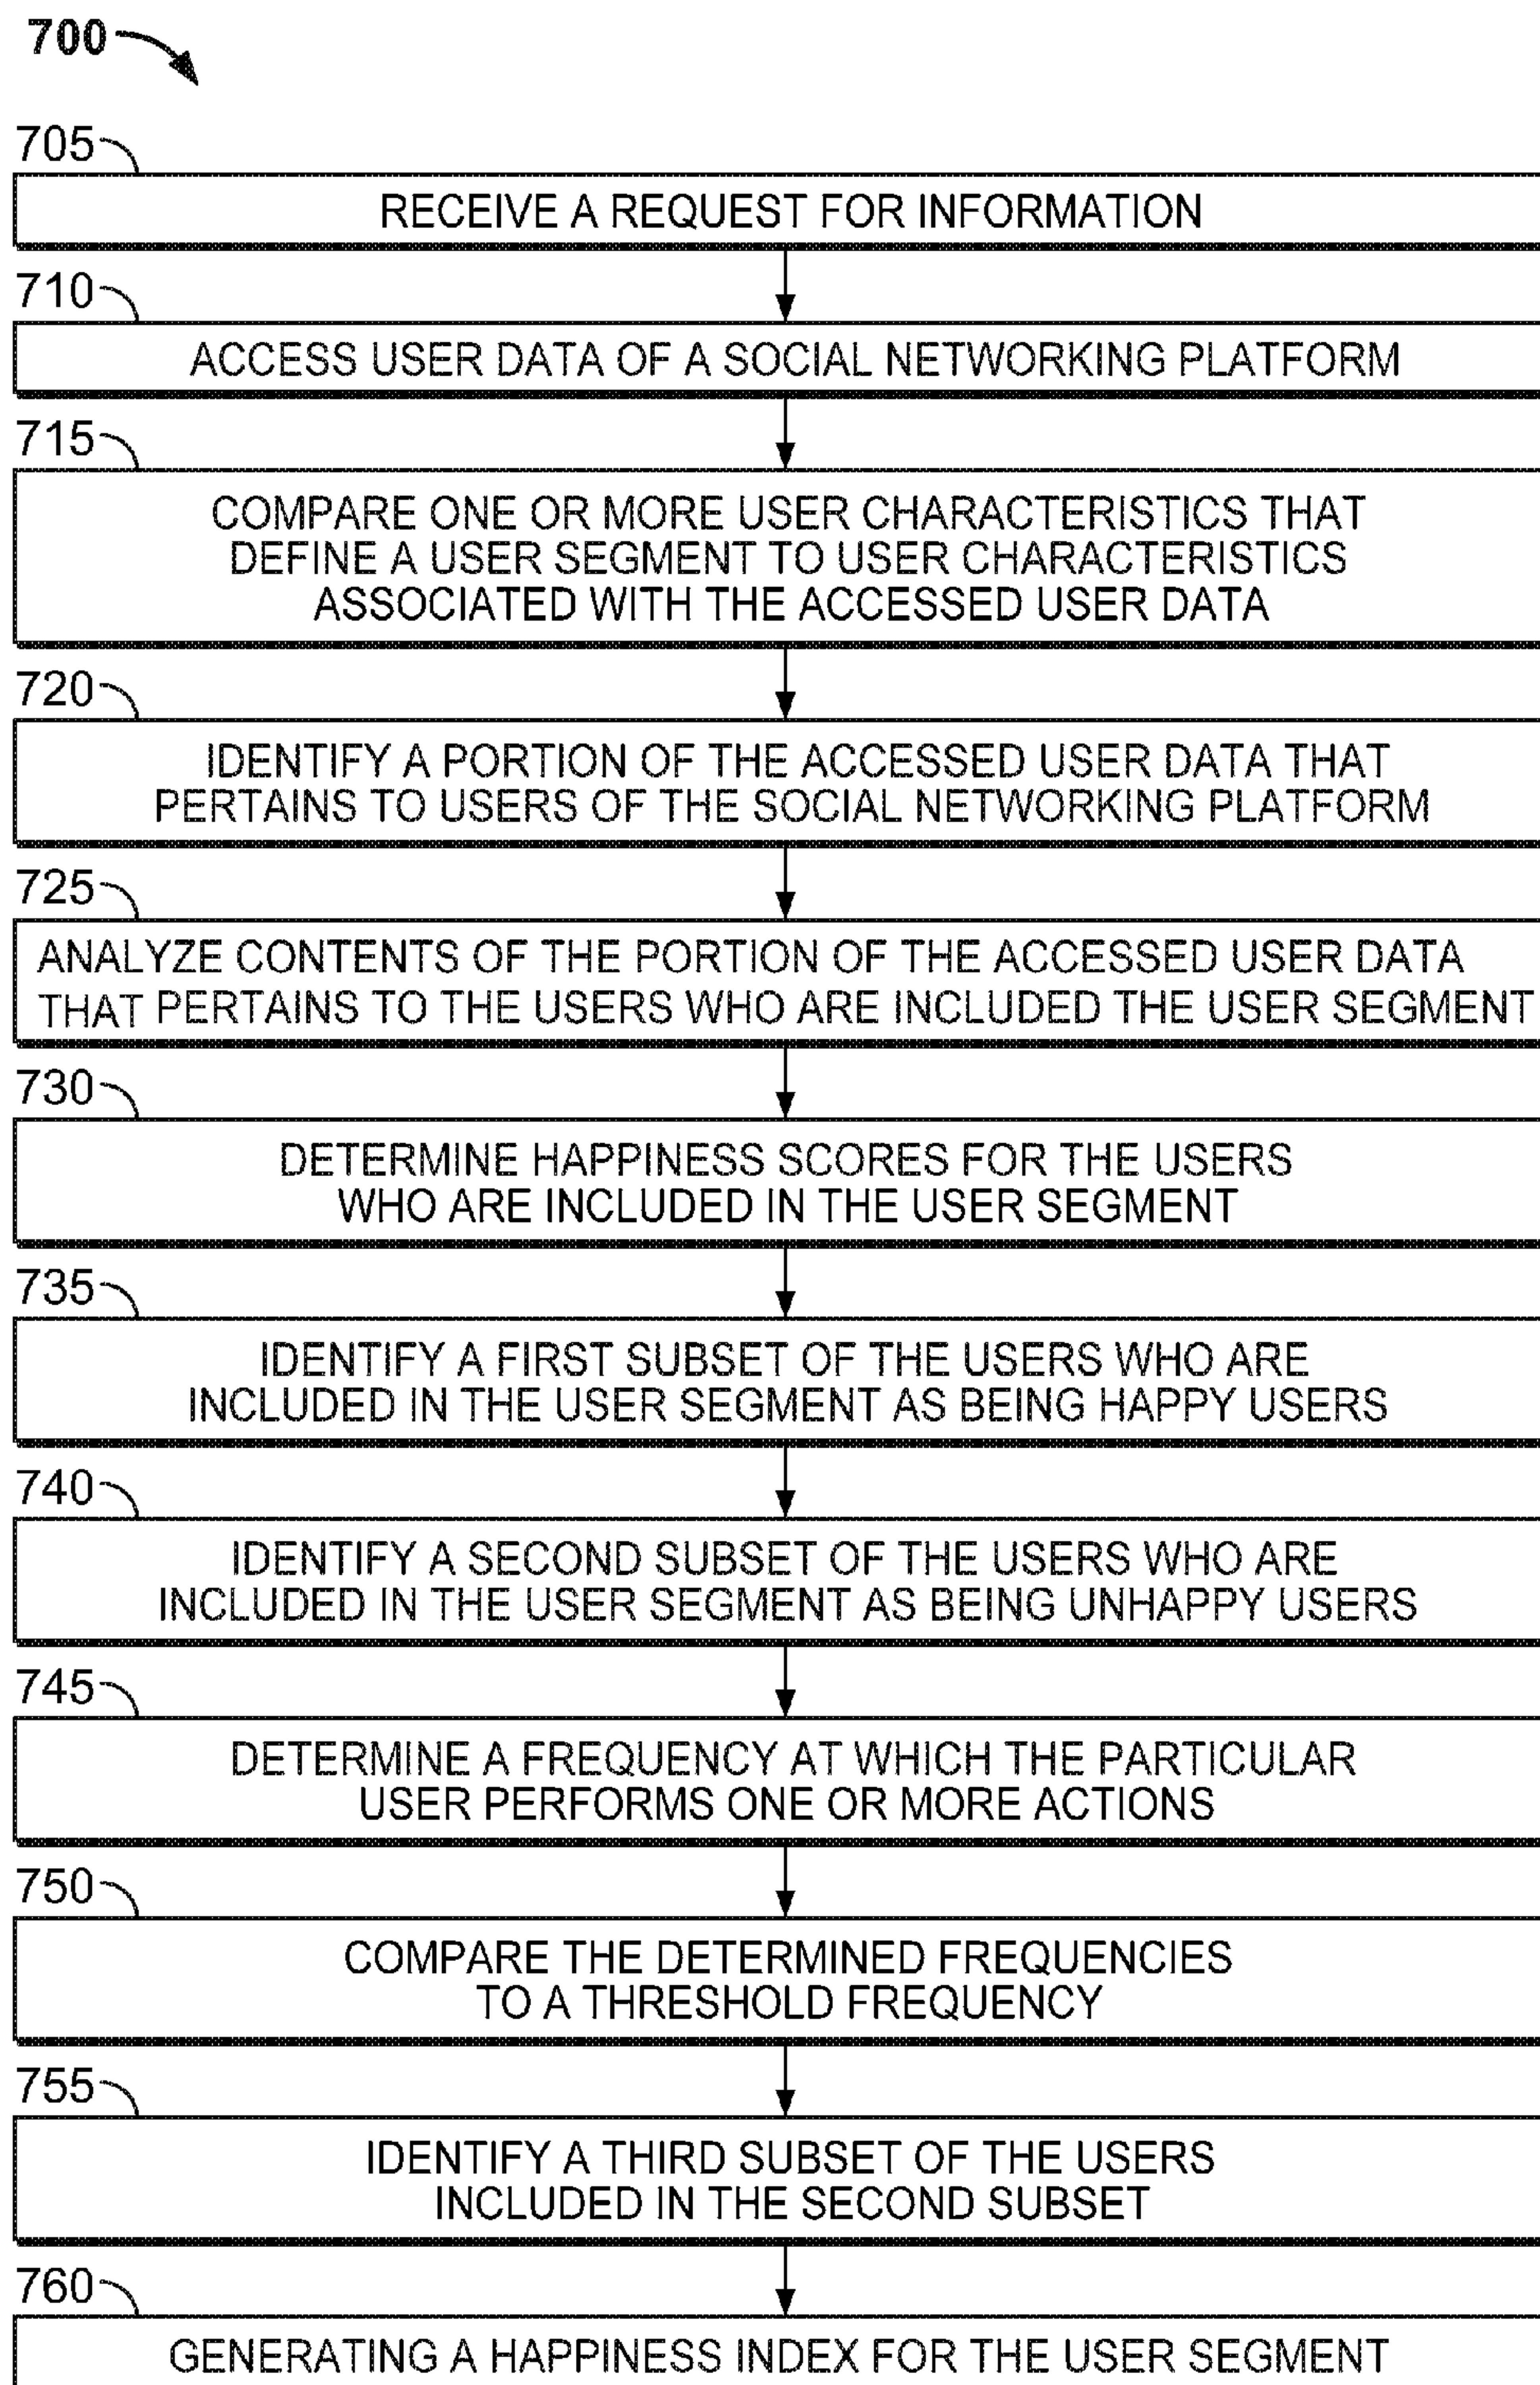 700
705
RECEIVE A REQUEST FOR INFORMATION
710
ACCESS USER DATA OF A SOCIAL NETWORKING PLATFORM
715
COMPARE ONE OR MORE USER CHARACTERISTICS THAT
DEFINE A USER SEGMENT TO USER CHARACTERISTICS
ASSOCIATED WITH THE ACCESSED USER DATA
720
IDENTIFY A PORTION OF THE ACCESSED USER DATA THAT
PERTAINS TO USERS OF THE SOCIAL NETWORKING PLATFORM
725
ANALYZE CONTENTS OF THE PORTION OF THE ACCESSED USER DATA
THAT PERTAINS TO THE USERS WHO ARE INCLUDED THE USER SEGMENT
730
DETERMINE HAPPINESS SCORES FOR THE USERS
WHO ARE INCLUDED IN THE USER SEGMENT
735
IDENTIFY A FIRST SUBSET OF THE USERS WHO ARE
INCLUDED IN THE USER SEGMENT AS BEING HAPPY USERS
740
IDENTIFY A SECOND SUBSET OF THE USERS WHO ARE
INCLUDED IN THE USER SEGMENT AS BEING UNHAPPY USERS
745
DETERMINE A FREQUENCY AT WHICH THE PARTICULAR
USER PERFORMS ONE OR MORE ACTIONS
750
COMPARE THE DETERMINED FREQUENCIES
TO A THRESHOLD FREQUENCY
755
IDENTIFY A THIRD SUBSET OF THE USERS
INCLUDED IN THE SECOND SUBSET
760
GENERATING A HAPPINESS INDEX FOR THE USER SEGMENT